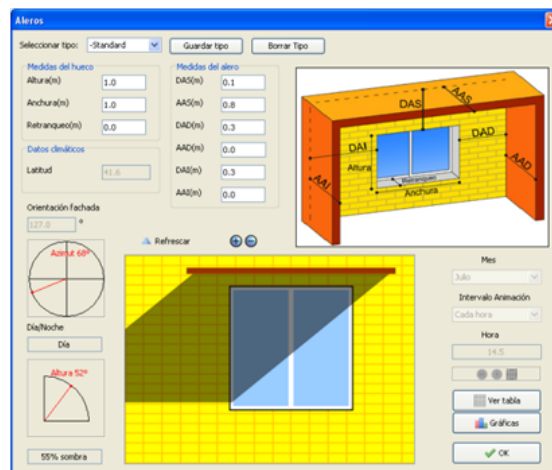 Aleros
Seleccionar tipo: -Standard Guardar tipo Borrar Tipo
Medidas del hueco
Altura(m) 1.0
Anchura(m) 1.0
Retranqueo(m) 0.0
Datos climáticos
Latitud 41.6
Medidas del alero
DAS(m) 0.1
AAS(m) 0.8
DAD(m) 0.3
AAD(m) 0.0
DAI(m) 0.3
AAI(m) 0.0
DAS
AAS
DAI
DAD
Altura
Retranqueo
Anchura
AAI
AAD
Orientación fachada
127.0 °
Azimut 68º
Día/Noche
Día
Altura 52º
55% sombra
Refrescar
Mes
Julio
Intervalo Animación
Cada hora
Hora
14.5
Ver tabla
Gráficas
OK